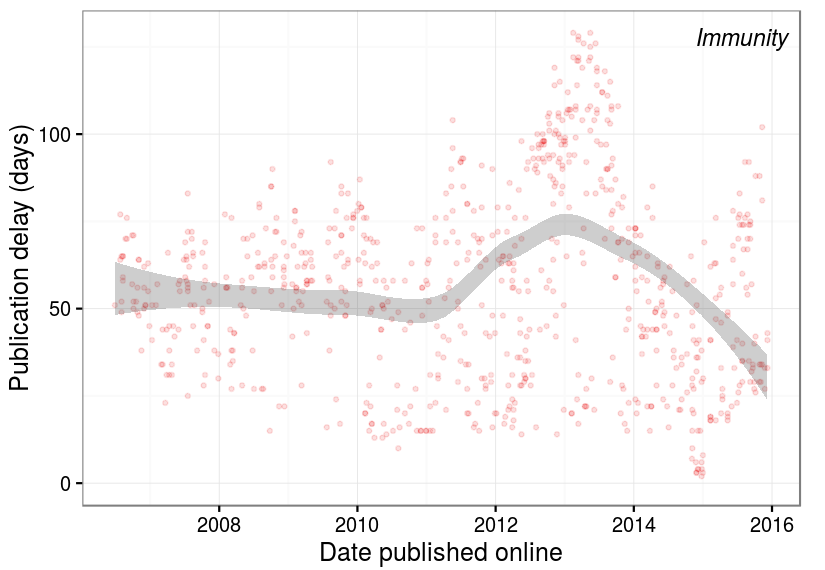 Immunity
Publication delay (days)
100
50
0
2008 2010 2012 2014 2016
Date published online